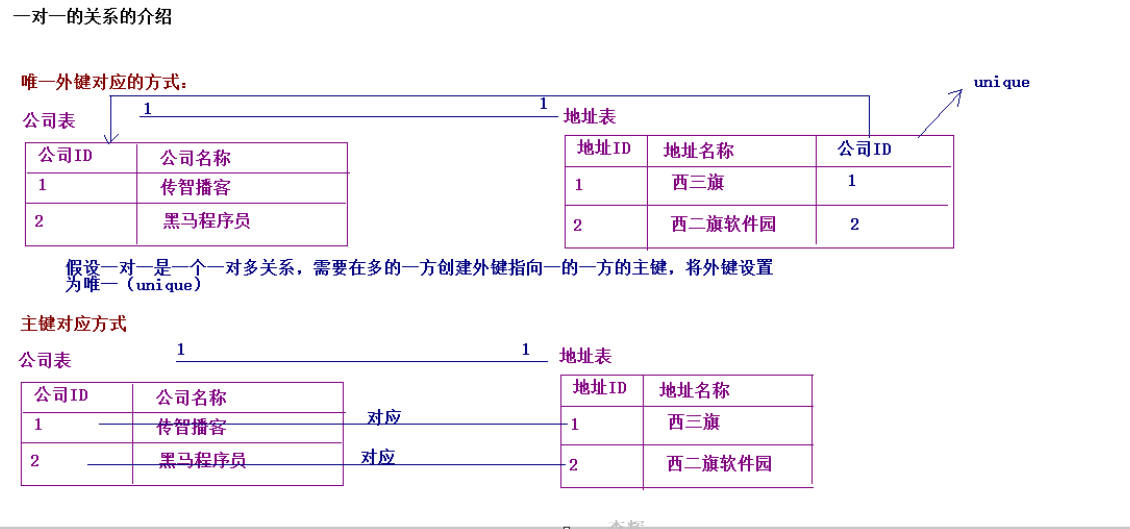 一对一的关系的介绍
唯一外键对应的方式：
unique
公司表
1
1
地址表
公司ID 公司名称
1 传智播客
2 黑马程序员
地址ID 地址名称 公司ID
1 西三旗 1
2 西二旗软件园 2
假设一对一是一个一对多关系，需要在多的一方创建外键指向一的一方的主键，将外键设置
为唯一（unique）
主键对应方式
公司表
1
1
地址表
公司ID 公司名称
1 传智播客
2 黑马程序员
对应
对应
地址ID 地址名称
1 西三旗
2 西二旗软件园